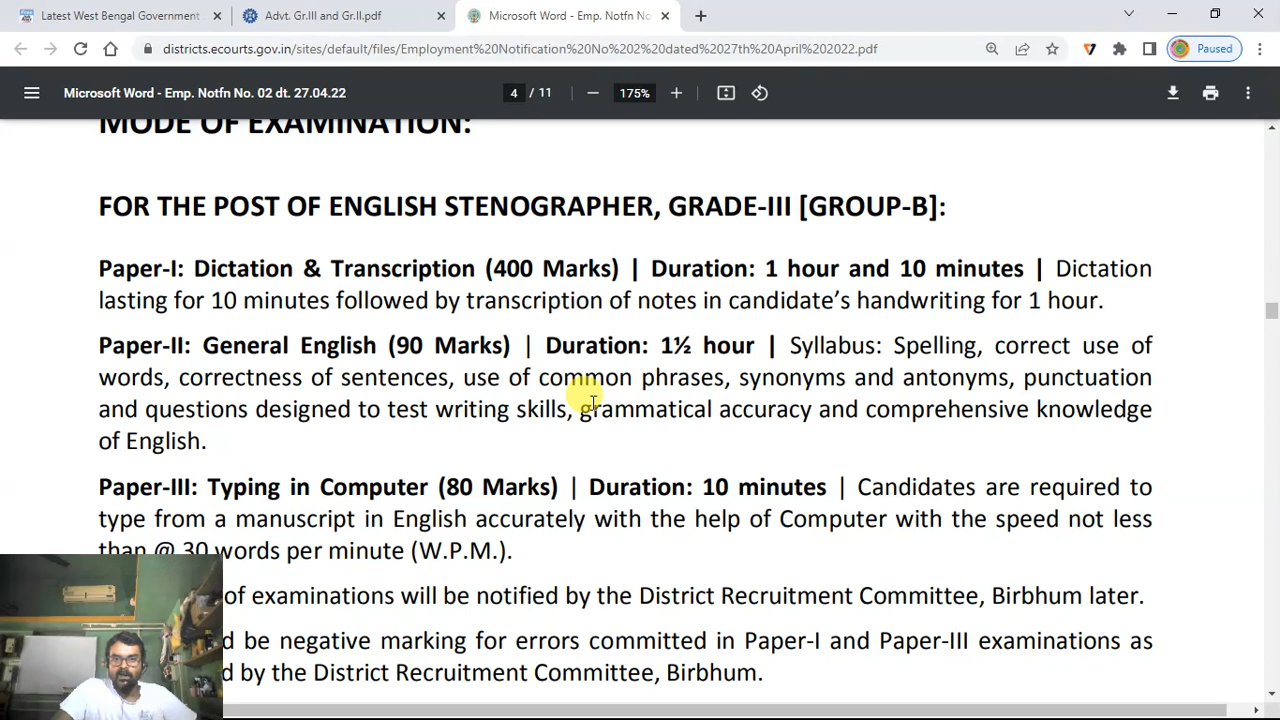 Latest West Bengal Government
Advt. Gr.III and Gr.II.pdf
Microsoft Word - Emp. Notfn No
districts.ecourts.gov.in/sites/default/files/Employment%20Notification%20No%202%20dated%2027th%20April%202022.pdf
Paused
Microsoft Word - Emp. Notfn No. 02 dt. 27.04.22
4 / 11
175%
MODE OF EXAMINATION:
FOR THE POST OF ENGLISH STENOGRAPHER, GRADE-III [GROUP-B]:
Paper-I: Dictation & Transcription (400 Marks) | Duration: 1 hour and 10 minutes | Dictation
lasting for 10 minutes followed by transcription of notes in candidate's handwriting for 1 hour.
Paper-II: General English (90 Marks) | Duration: 1½ hour | Syllabus: Spelling, correct use of
words, correctness of sentences, use of common phrases, synonyms and antonyms, punctuation
and questions designed to test writing skills, grammatical accuracy and comprehensive knowledge
of English.
Paper-III: Typing in Computer (80 Marks) | Duration: 10 minutes | Candidates are required to
type from a manuscript in English accurately with the help of Computer with the speed not less
than @ 30 words per minute (W.P.M.).
of examinations will be notified by the District Recruitment Committee, Birbhum later.
be negative marking for errors committed in Paper-I and Paper-III examinations as
by the District Recruitment Committee, Birbhum.